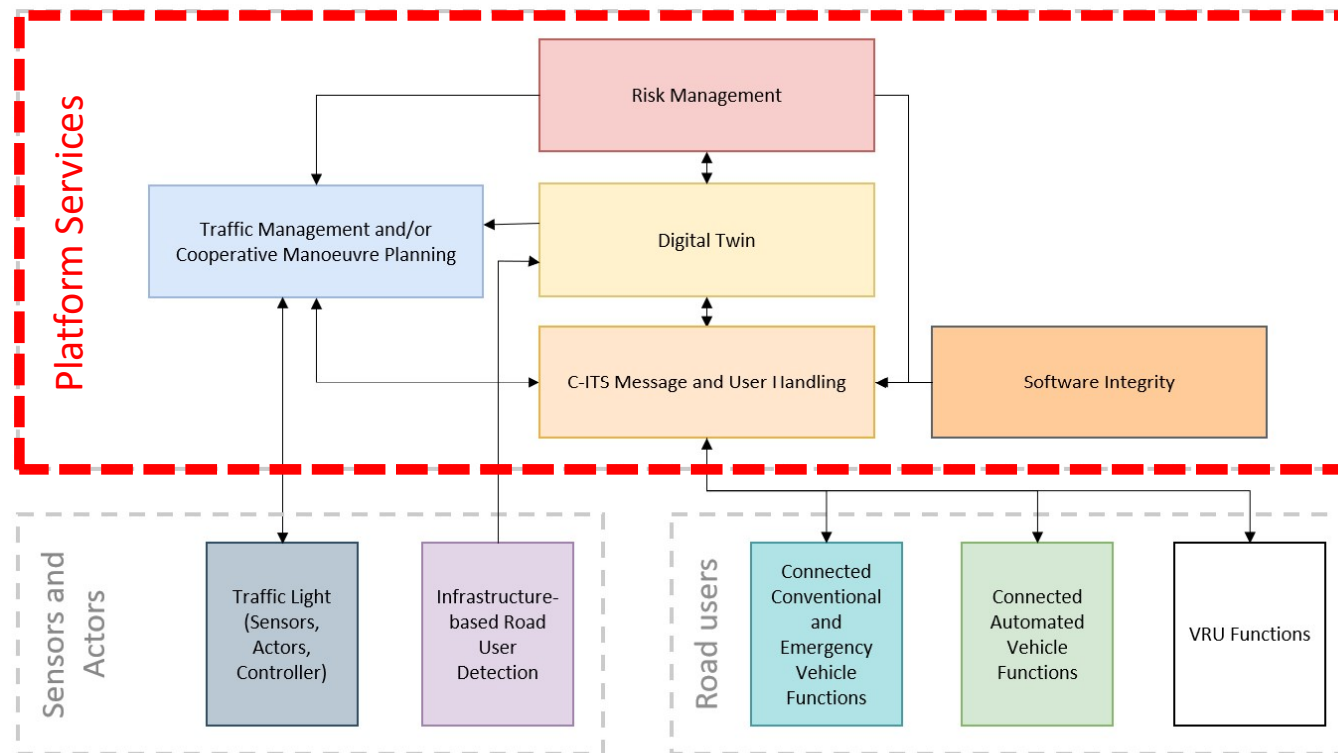 Platform Services
Risk Management
Traffic Management and/or
Cooperative Manoeuvre Planning
Digital Twin
C-ITS Message and User Handling
Software Integrity
Sensors and
Actors
Traffic Light
(Sensors,
Actors,
Controller)
Infrastructure-
based Road
User
Detection
Road users
Connected
Conventional
and
Emergency
Vehicle
Functions
Connected
Automated
Vehicle
Functions
VRU Functions